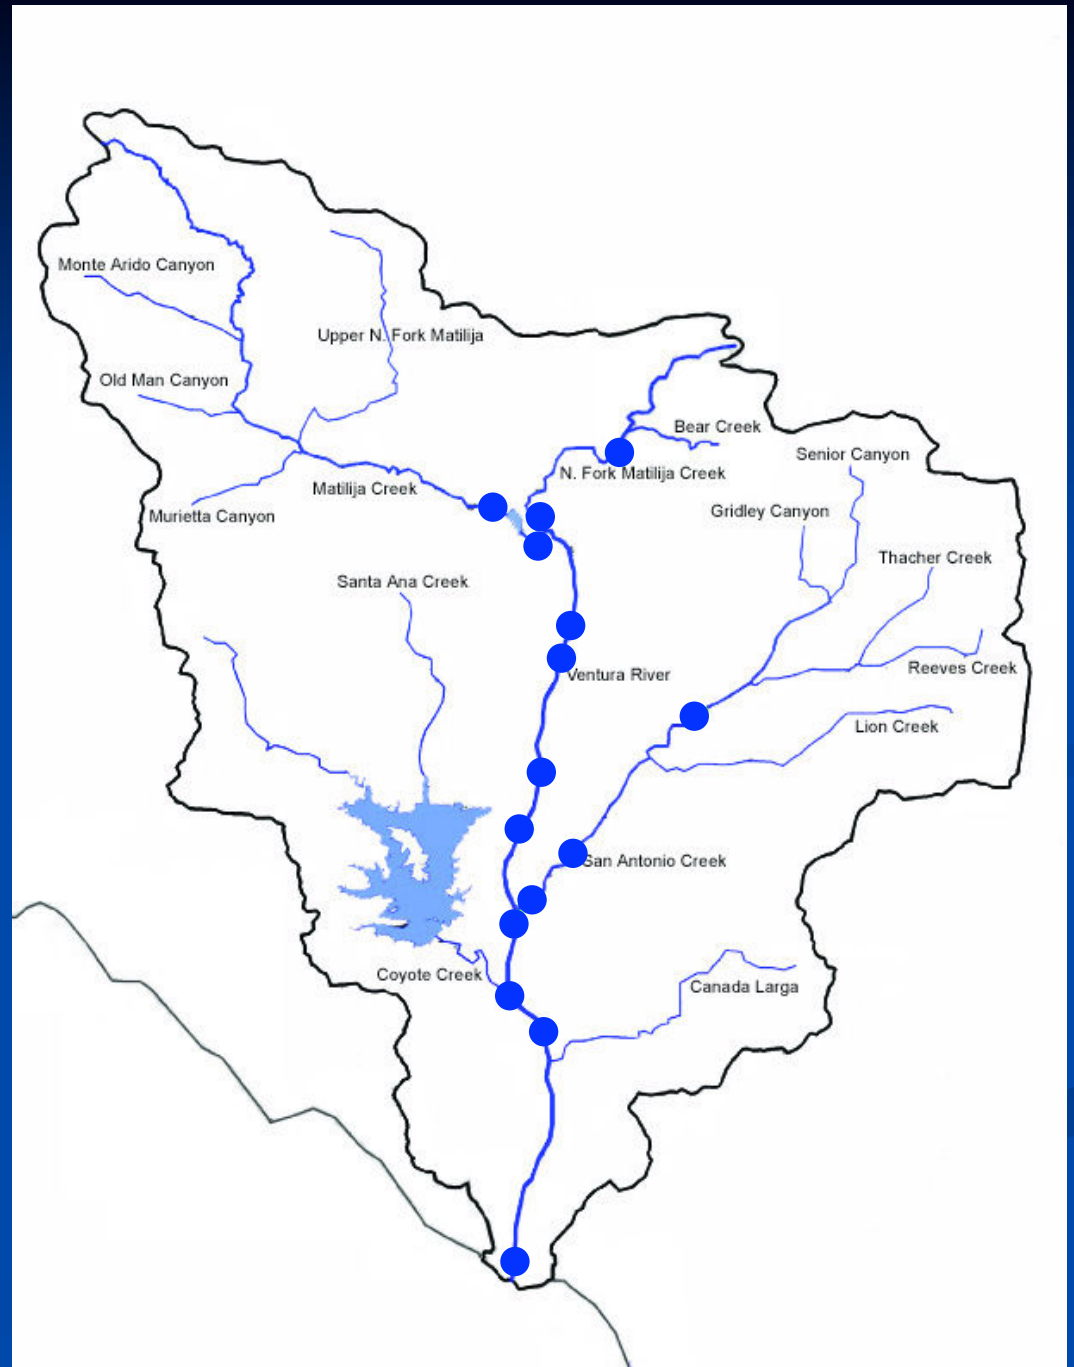 Monte Arido Canyon
Upper N. Fork Matilija
Old Man Canyon
Bear Creek
Senior Canyon
N. Fork Matilija Creek
Matilija Creek
Gridley Canyon
Murietta Canyon
Thacher Creek
Santa Ana Creek
Reeves Creek
Ventura River
Lion Creek
San Antonio Creek
Coyote Creek
Canada Larga